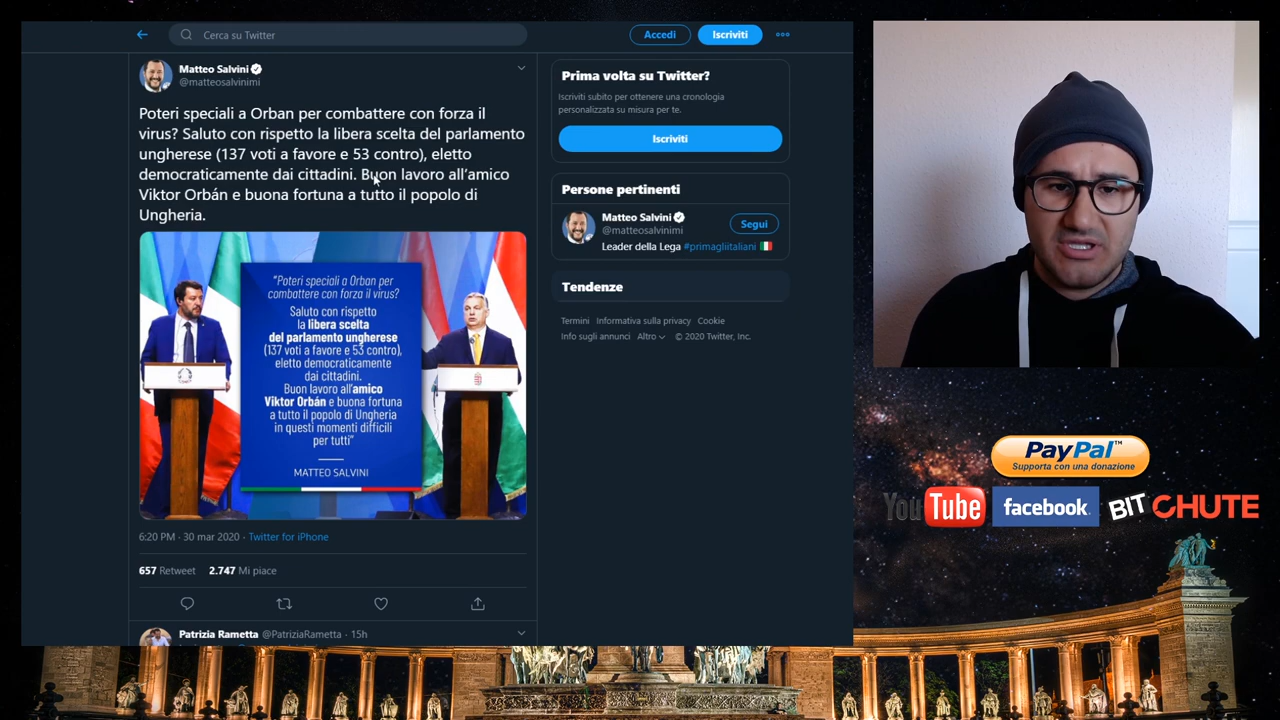 Cerca su Twitter
Accedi
Iscriviti
Matteo Salvini
@matteosalvinimi
Poteri speciali a Orban per combattere con forza il
virus? Saluto con rispetto la libera scelta del parlamento
ungherese (137 voti a favore e 53 contro), eletto
democraticamente dai cittadini. Buon lavoro all'amico
Viktor Orbán e buona fortuna a tutto il popolo di
Ungheria.
"Poteri speciali a Orban per
combattere con forza il virus?
Saluto con rispetto
la libera scelta
del parlamento ungherese
(137 voti a favore e 53 contro),
eletto democraticamente
dai cittadini.
Buon lavoro all'amico
Viktor Orbán e buona fortuna
a tutto il popolo di Ungheria
in questi momenti difficili
per tutti"
MATTEO SALVINI
6:20 PM · 30 mar 2020 · Twitter for iPhone
657 Retweet 2.747 Mi piace
Patrizia Rametta @PatriziaRametta · 15h
Prima volta su Twitter?
Iscriviti subito per ottenere una cronologia
personalizzata su misura per te.
Iscriviti
Persone pertinenti
Matteo Salvini
@matteosalvinimi
Segui
Leader della Lega #primagliitaliani
Tendenze
Termini Informativa sulla privacy Cookie
Info sugli annunci Altro © 2020 Twitter, Inc.
PayPal™
Supporta con una donazione
YouTube
facebook
BIT CHUTE